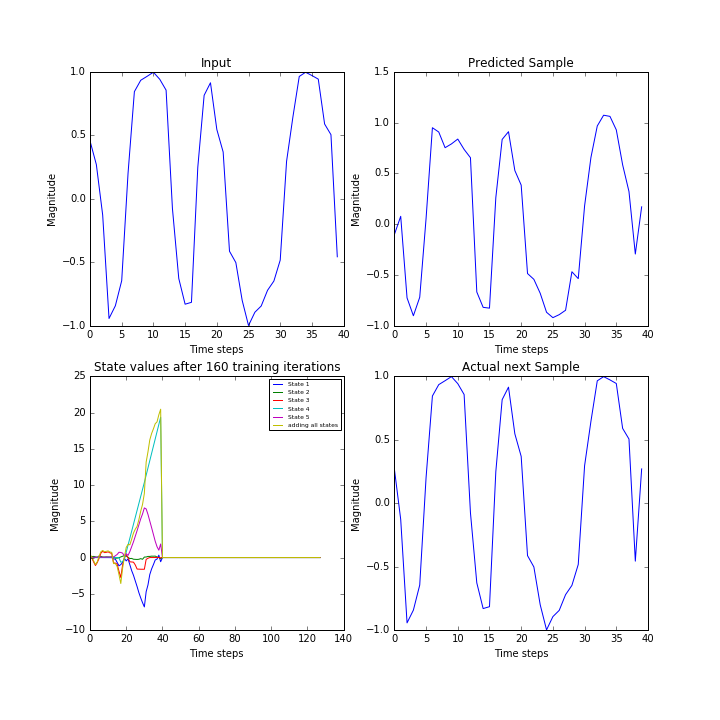 Input
Magnitude
1.0
0.5
0.0
−0.5
−1.0
0 5 10 15 20 25 30 35 40
Time steps
Predicted Sample
Magnitude
1.5
1.0
0.5
0.0
−0.5
−1.0
0 5 10 15 20 25 30 35 40
Time steps
State values after 160 training iterations
Magnitude
25
20
15
10
5
0
−5
−10
0 20 40 60 80 100 120 140
Time steps
State 1
State 2
State 3
State 4
State 5
adding all states
Actual next Sample
Magnitude
1.0
0.5
0.0
−0.5
−1.0
0 5 10 15 20 25 30 35 40
Time steps